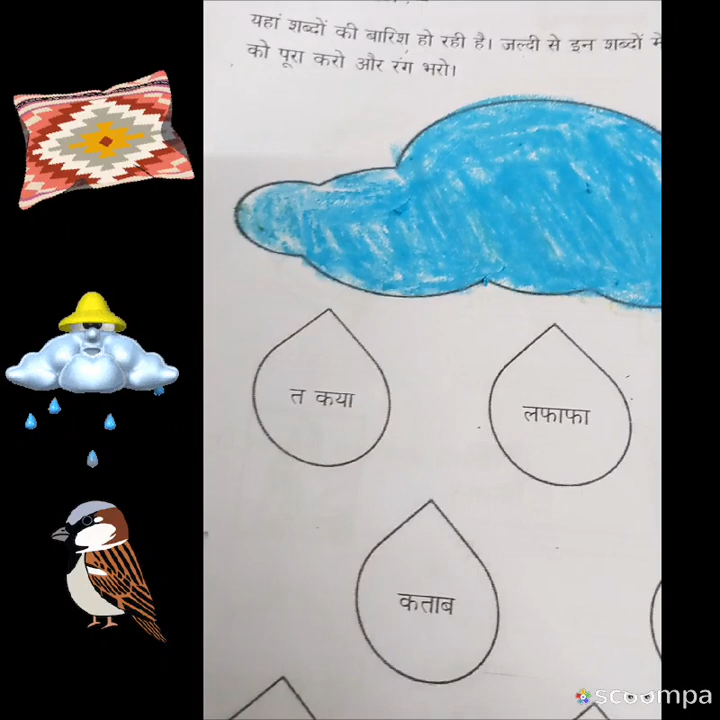 यहां शब्दों की बारिश हो रही है। जल्दी से इन शब्दों में
को पूरा करो और रंग भरो।
त कया
लफाफा
कताब
scoompa